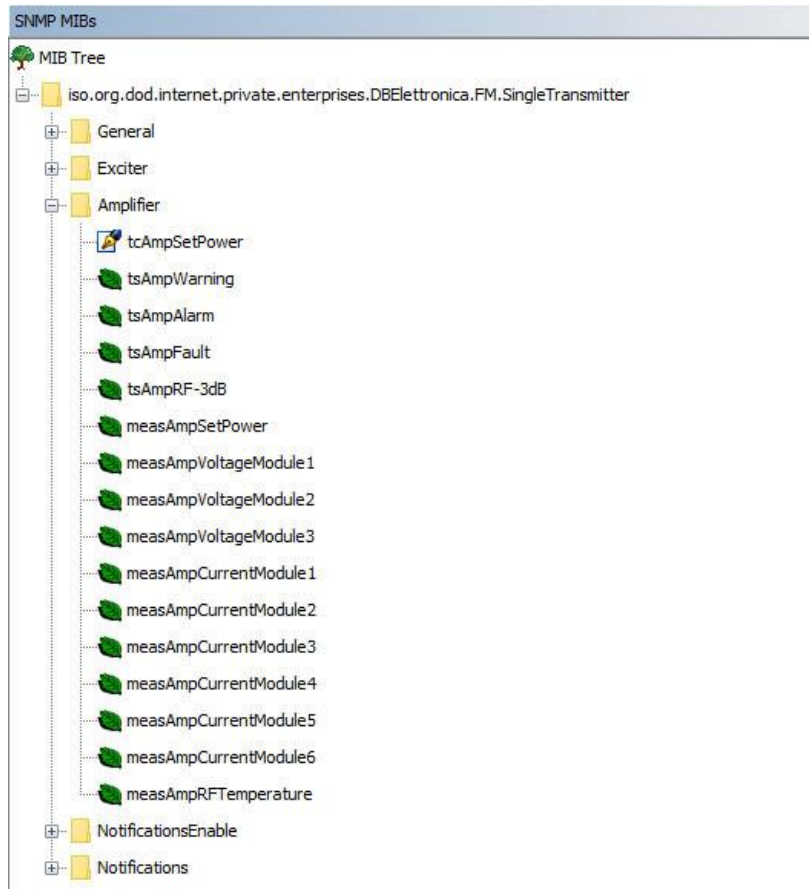 SNMP MIBs
MIB Tree
iso.org.dod.internet.private.enterprises.DBElettronica.FM.SingleTransmitter
General
Exciter
Amplifier
tcAmpSetPower
tsAmpWarning
tsAmpAlarm
tsAmpFault
tsAmpRF-3dB
measAmpSetPower
measAmpVoltageModule1
measAmpVoltageModule2
measAmpVoltageModule3
measAmpCurrentModule1
measAmpCurrentModule2
measAmpCurrentModule3
measAmpCurrentModule4
measAmpCurrentModule5
measAmpCurrentModule6
measAmpRFTemperature
NotificationsEnable
Notifications